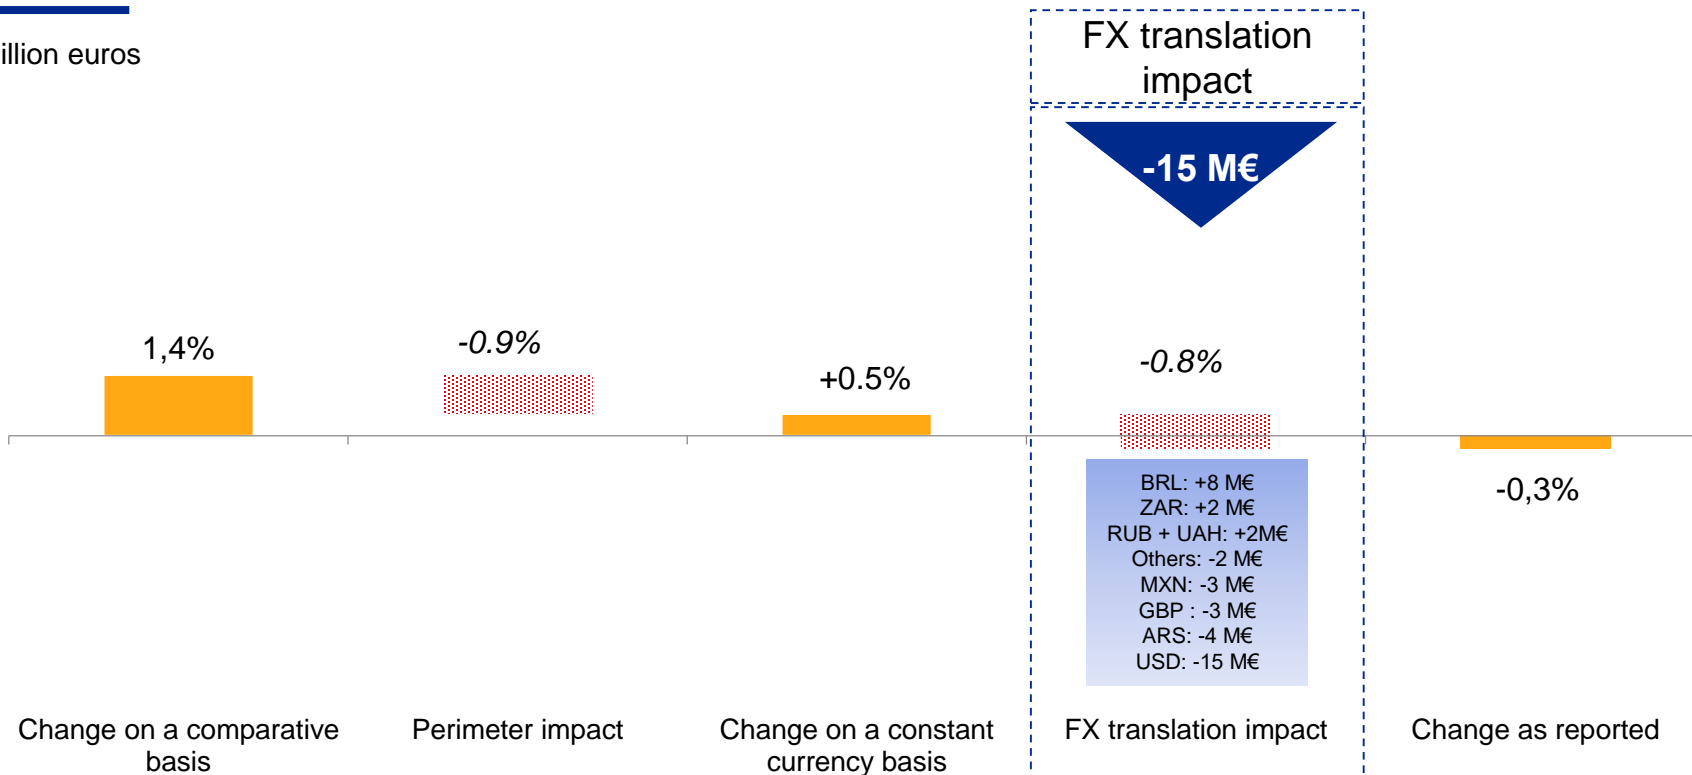 illion euros
FX translation
impact
-15 M€
1,4%
-0.9%
+0.5%
-0.8%
-0,3%
BRL: +8 M€
ZAR: +2 M€
RUB + UAH: +2M€
Others: -2 M€
MXN: -3 M€
GBP : -3 M€
ARS: -4 M€
USD: -15 M€
Change on a comparative
basis
Perimeter impact
Change on a constant
currency basis
FX translation impact
Change as reported